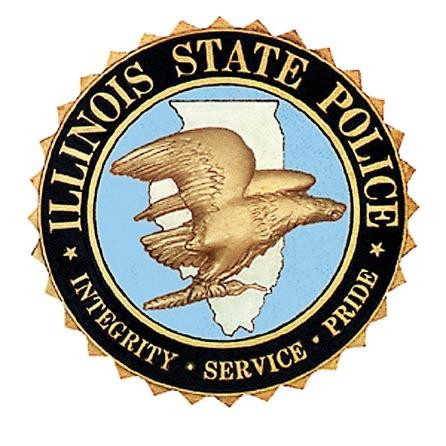 ILLINOIS STATE POLICE
INTEGRITY · SERVICE · PRIDE